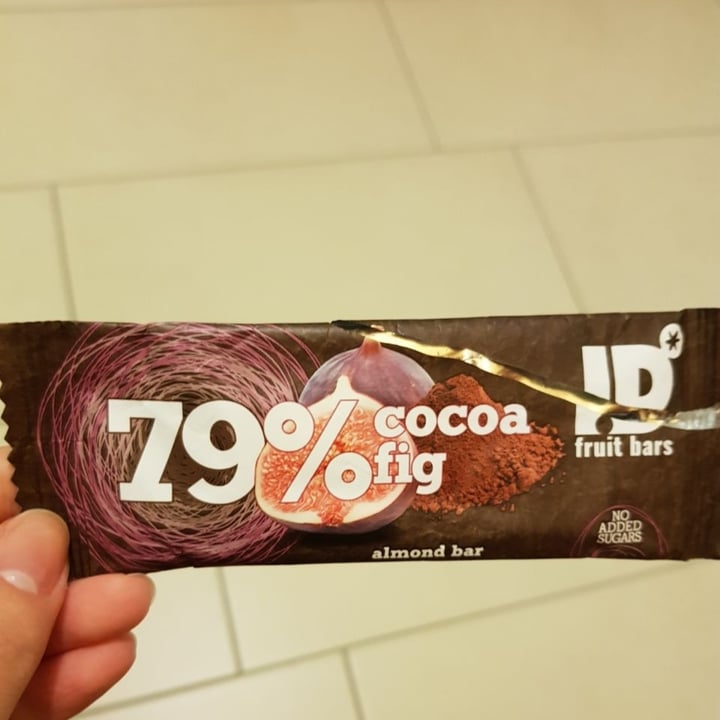 79%
cocoa
fig
almond bar
ID*
fruit bars
NO
ADDED
SUGARS